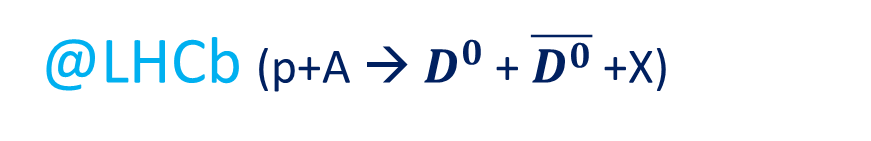 @LHCb (p+A → D⁰ + D̅⁰ +X)